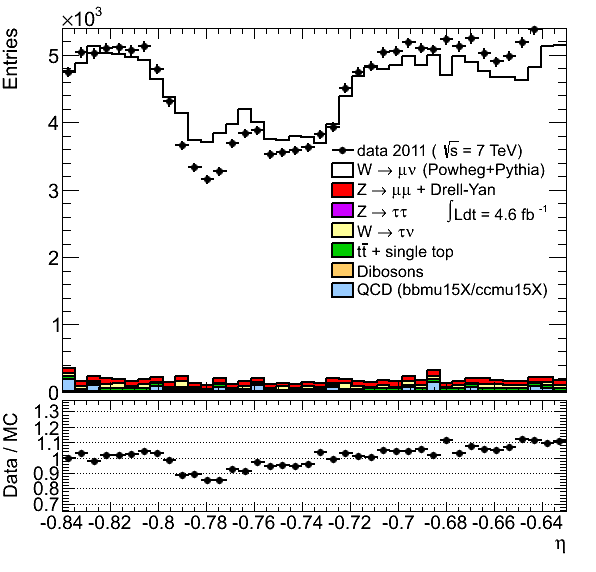 ×10³
Entries
5
4
3
2
1
0
data 2011 ( √s = 7 TeV)
W → μν (Powheg+Pythia)
Z → μμ + Drell-Yan
Z → ττ
∫Ldt = 4.6 fb⁻¹
W → τν
tt̅ + single top
Dibosons
QCD (bbmu15X/ccmu15X)
Data / MC
1.3
1.2
1.1
1
0.9
0.8
0.7
-0.84 -0.82 -0.8 -0.78 -0.76 -0.74 -0.72 -0.7 -0.68 -0.66 -0.64
η